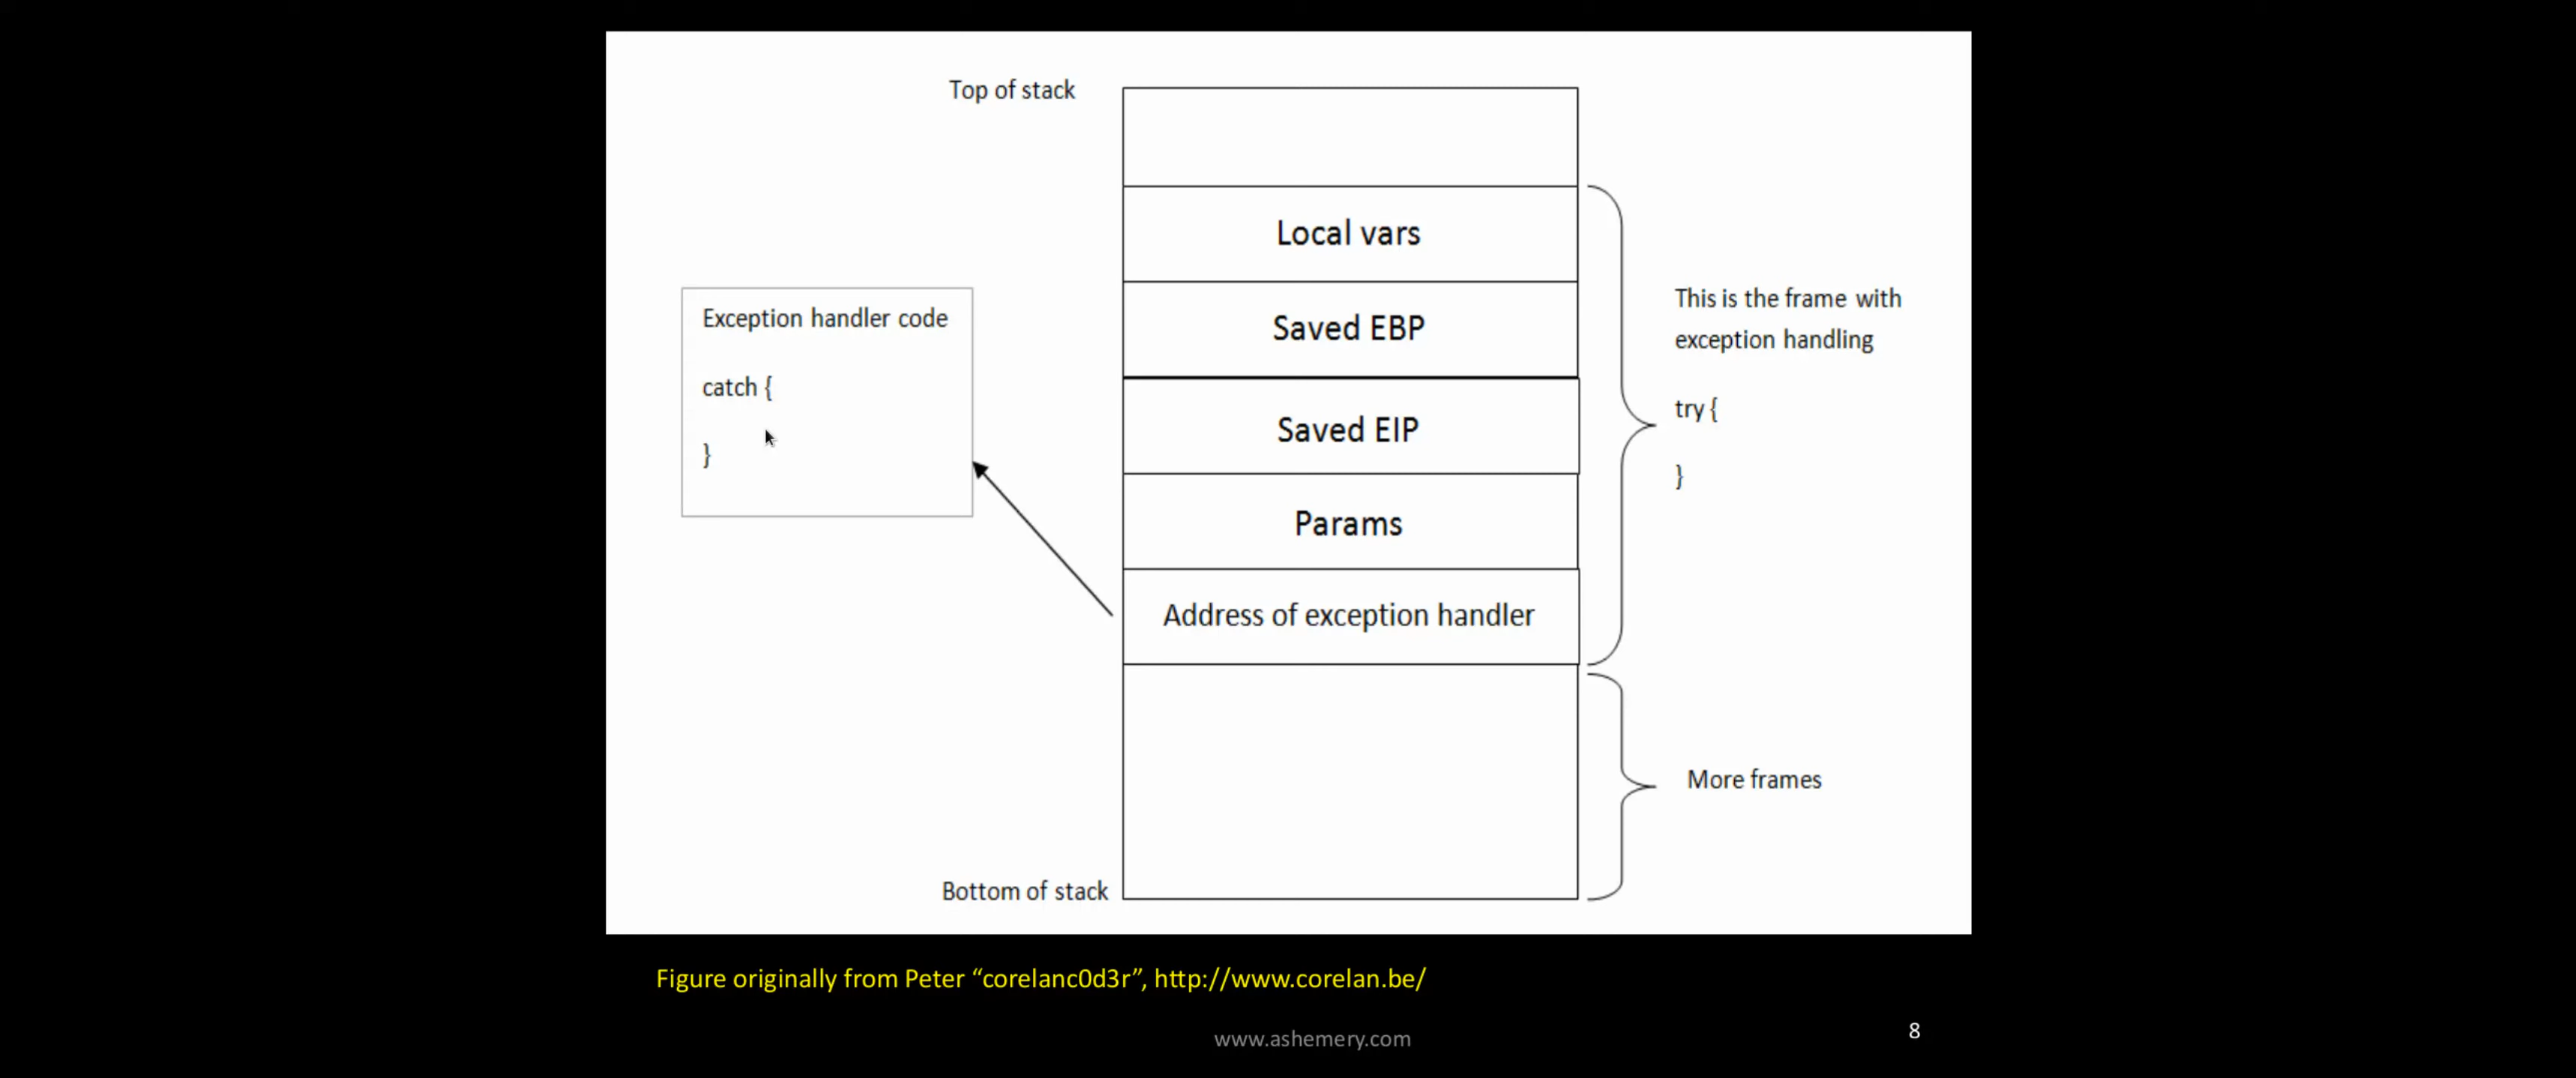 Top of stack
Local vars
Exception handler code
catch {
}
Saved EBP
Saved EIP
Params
Address of exception handler
This is the frame with
exception handling
try {
}
More frames
Bottom of stack
Figure originally from Peter “corelanc0d3r”, http://www.corelan.be/
www.ashemery.com
8